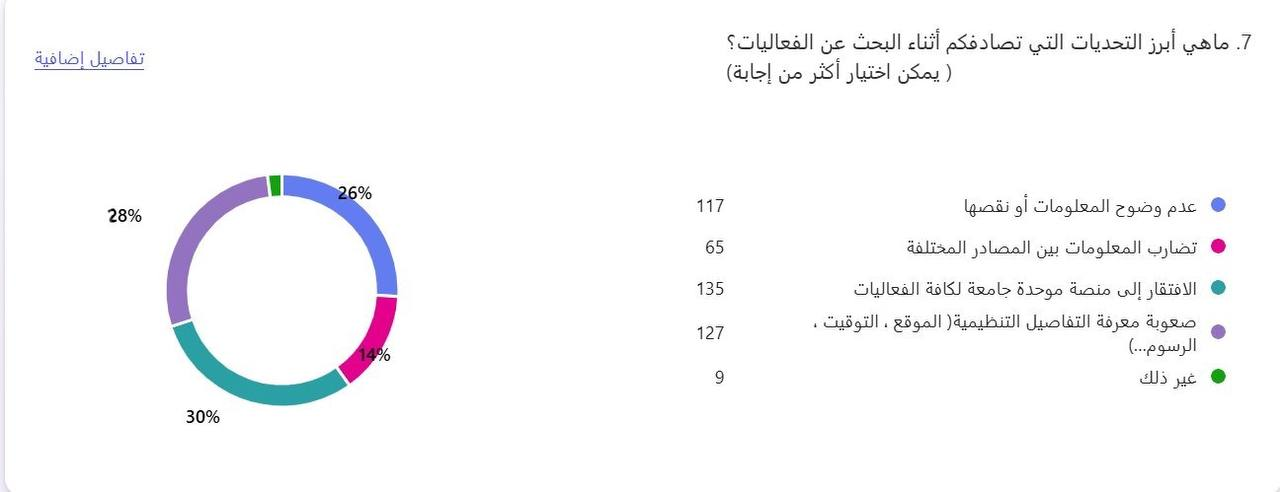 7. ماهي أبرز التحديات التي تصادفكم أثناء البحث عن الفعاليات؟
( يمكن اختيار أكثر من إجابة)
تفاصيل إضافية
عدم وضوح المعلومات أو نقصها 117
تضارب المعلومات بين المصادر المختلفة 65
الافتقار إلى منصة موحدة جامعة لكافة الفعاليات 135
صعوبة معرفة التفاصيل التنظيمية( الموقع ، التوقيت ، 127
الرسوم...)
غير ذلك 9
26%
28%
14%
30%